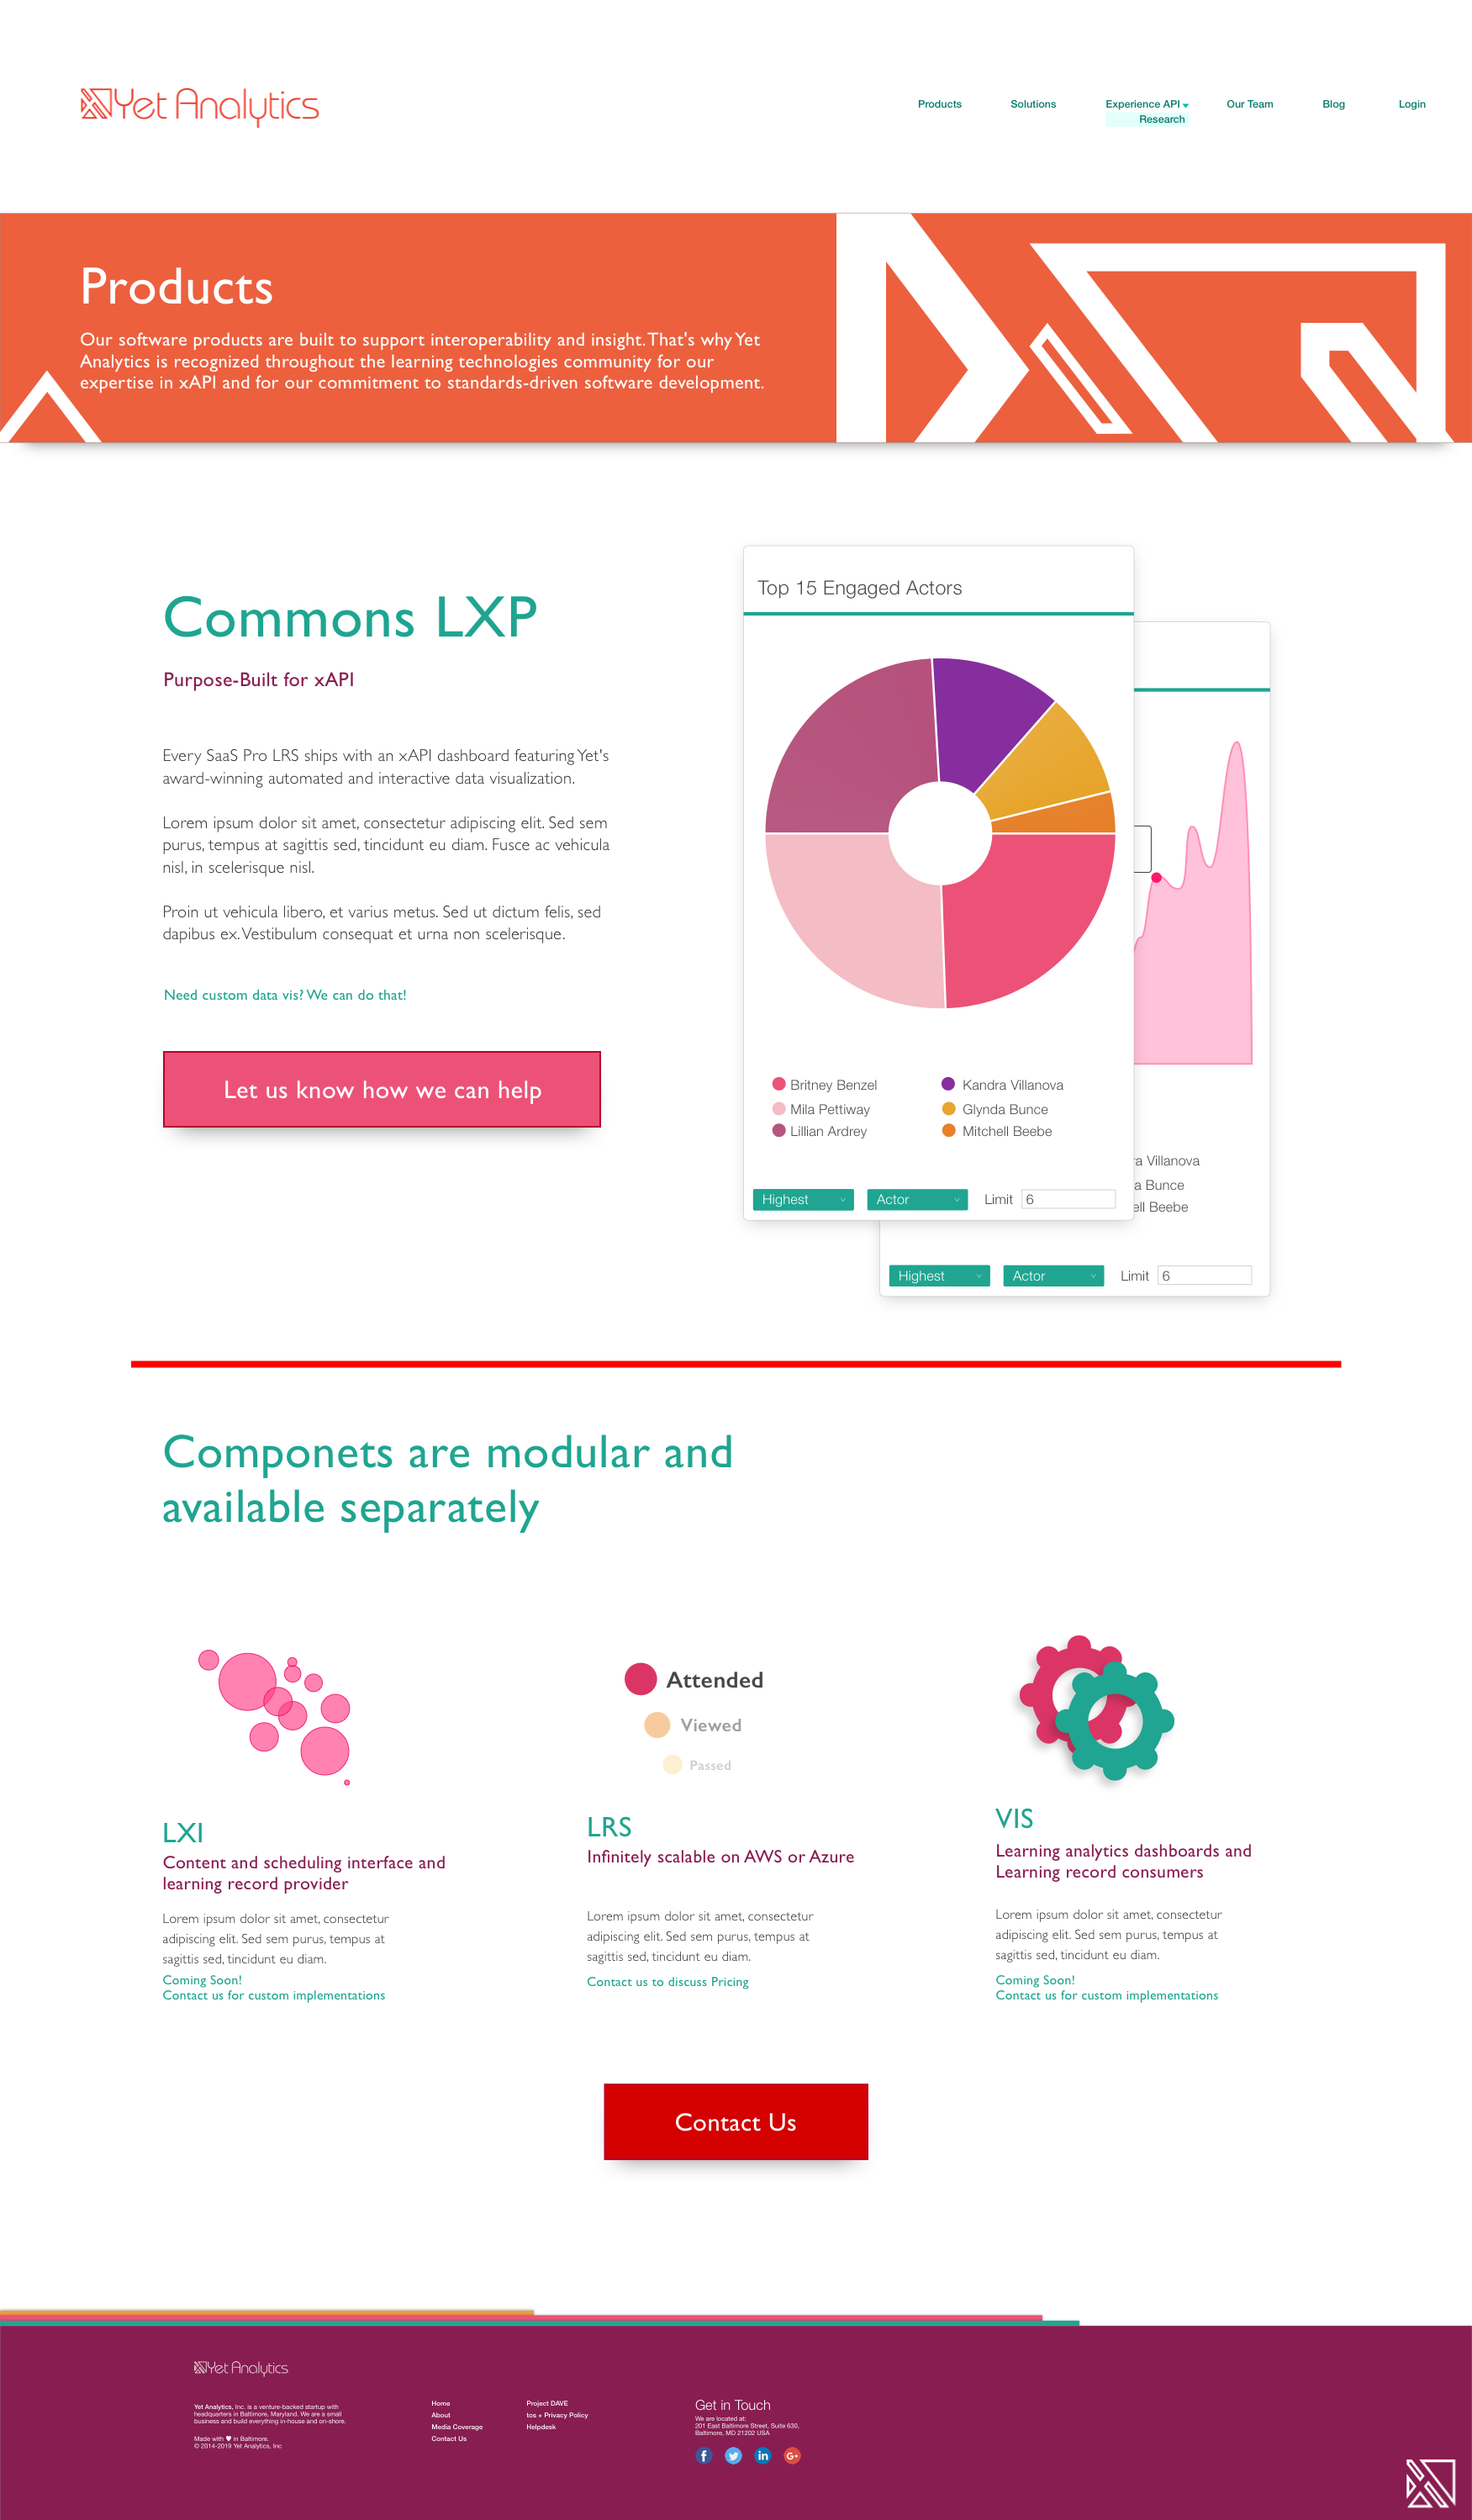 Yet Analytics
Products
Solutions
Experience API
Research
Our Team
Blog
Login
Products
Our software products are built to support interoperability and insight. That's why Yet
Analytics is recognized throughout the learning technologies community for our
expertise in xAPI and for our commitment to standards-driven software development.
Commons LXP
Purpose-Built for xAPI
Every SaaS Pro LRS ships with an xAPI dashboard featuring Yet's
award-winning automated and interactive data visualization.
Lorem ipsum dolor sit amet, consectetur adipiscing elit. Sed sem
purus, tempus at sagittis sed, tincidunt eu diam. Fusce ac vehicula
nisl, in scelerisque nisl.
Proin ut vehicula libero, et varius metus. Sed ut dictum felis, sed
dapibus ex. Vestibulum consequat et urna non scelerisque.
Need custom data vis? We can do that!
Let us know how we can help
Top 15 Engaged Actors
Britney Benzel
Mila Pettiway
Lillian Ardrey
Kandra Villanova
Glynda Bunce
Mitchell Beebe
Highest
Actor
Limit 6
ra Villanova
a Bunce
ell Beebe
Highest
Actor
Limit 6
Componets are modular and
available separately
LXI
Content and scheduling interface and
learning record provider
Lorem ipsum dolor sit amet, consectetur
adipiscing elit. Sed sem purus, tempus at
sagittis sed, tincidunt eu diam.
Coming Soon!
Contact us for custom implementations
Attended
Viewed
Passed
LRS
Infinitely scalable on AWS or Azure
Lorem ipsum dolor sit amet, consectetur
adipiscing elit. Sed sem purus, tempus at
sagittis sed, tincidunt eu diam.
Contact us to discuss Pricing
VIS
Learning analytics dashboards and
Learning record consumers
Lorem ipsum dolor sit amet, consectetur
adipiscing elit. Sed sem purus, tempus at
sagittis sed, tincidunt eu diam.
Coming Soon!
Contact us for custom implementations
Contact Us
Yet Analytics
Yet Analytics, Inc. is a venture-backed startup with
headquarters in Baltimore, Maryland. We are a small
business and build everything in-house and on-shore.
Made with ♥ in Baltimore.
© 2014-2019 Yet Analytics, Inc
Home
About
Media Coverage
Contact Us
Project DAVE
tos + Privacy Policy
Helpdesk
Get in Touch
We are located at:
201 East Baltimore Street, Suite 630,
Baltimore, MD 21202 USA
f
in
G+